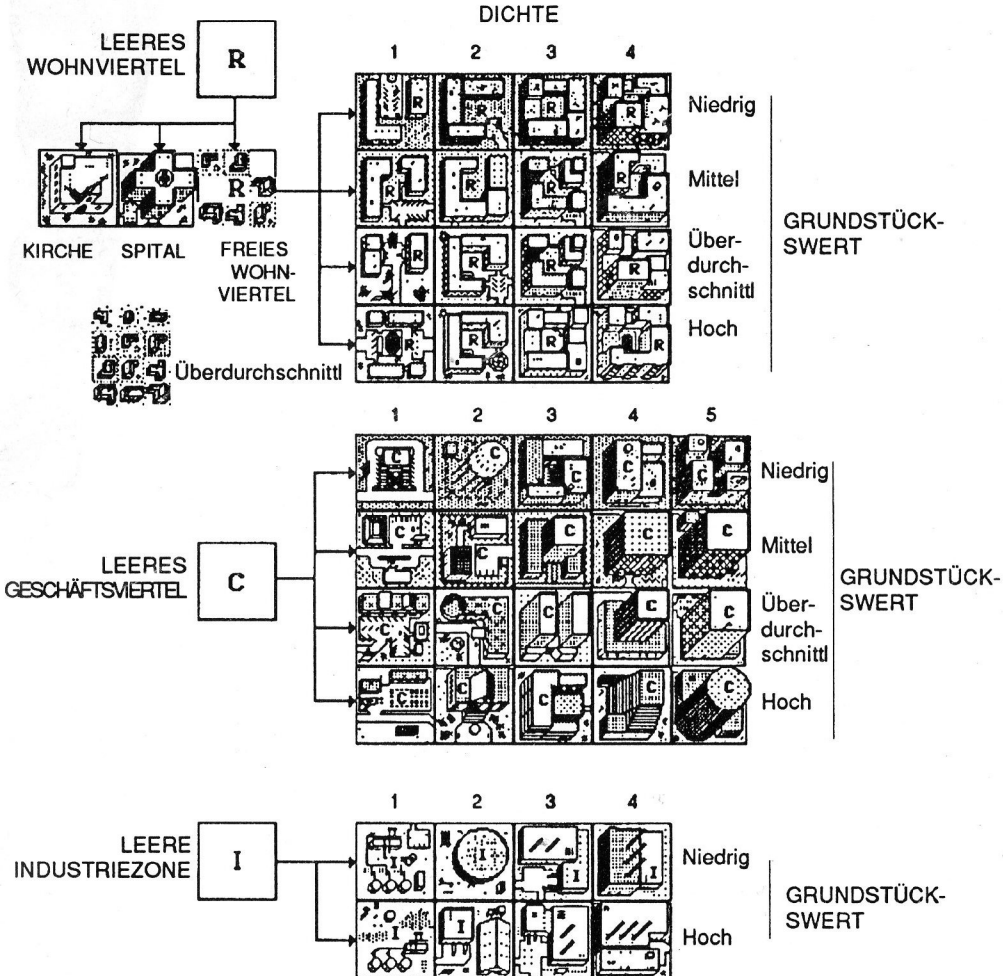 DICHTE
LEERES
WOHNVIERTEL
R
1 2 3 4
R R R R
Niedrig
R R R R
Mittel
R R R R
Über-
durch-
schnittl
R R R R
Hoch
GRUNDSTÜCK-
SWERT
R
KIRCHE SPITAL FREIES
WOHN-
VIERTEL
Überdurchschnittl
1 2 3 4 5
C C C C C
Niedrig
C C C C C
Mittel
C C C C C
Über-
durch-
schnittl
C C C C C
Hoch
LEERES
GESCHÄFTSVIERTEL
C
GRUNDSTÜCK-
SWERT
1 2 3 4
I I I I
Niedrig
I I
Hoch
LEERE
INDUSTRIEZONE
I
GRUNDSTÜCK-
SWERT